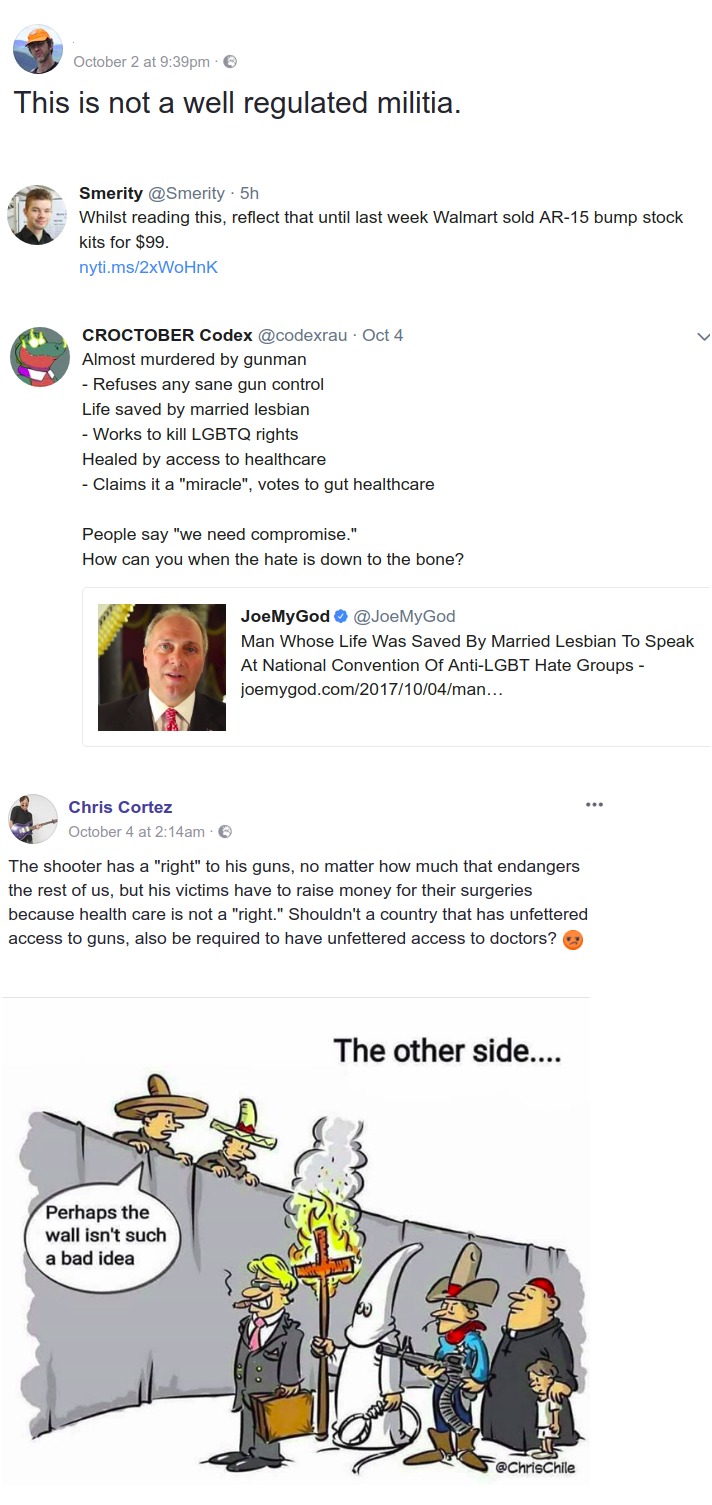 October 2 at 9:39pm ·
This is not a well regulated militia.
Smerity @Smerity · 5h
Whilst reading this, reflect that until last week Walmart sold AR-15 bump stock
kits for $99.
nyti.ms/2xWoHnK
CROCTOBER Codex @codexrau · Oct 4
Almost murdered by gunman
- Refuses any sane gun control
Life saved by married lesbian
- Works to kill LGBTQ rights
Healed by access to healthcare
- Claims it a "miracle", votes to gut healthcare
People say "we need compromise."
How can you when the hate is down to the bone?
JoeMyGod @JoeMyGod
Man Whose Life Was Saved By Married Lesbian To Speak
At National Convention Of Anti-LGBT Hate Groups -
joemygod.com/2017/10/04/man…
Chris Cortez
October 4 at 2:14am ·
The shooter has a "right" to his guns, no matter how much that endangers
the rest of us, but his victims have to raise money for their surgeries
because health care is not a "right." Shouldn't a country that has unfettered
access to guns, also be required to have unfettered access to doctors? 😡
The other side....
Perhaps the
wall isn't such
a bad idea
@ChrisChile